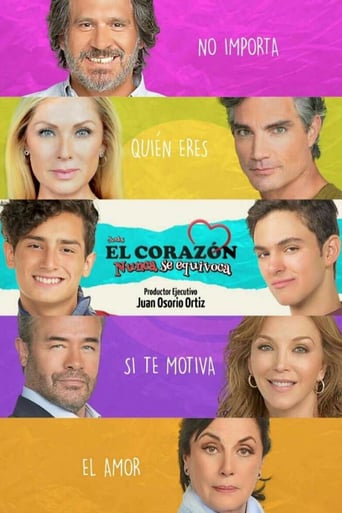 NO IMPORTA
QUIÉN ERES
EL CORAZÓN
Nunca se equivoca
Productor Ejecutivo
Juan Osorio Ortiz
SI TE MOTIVA
EL AMOR